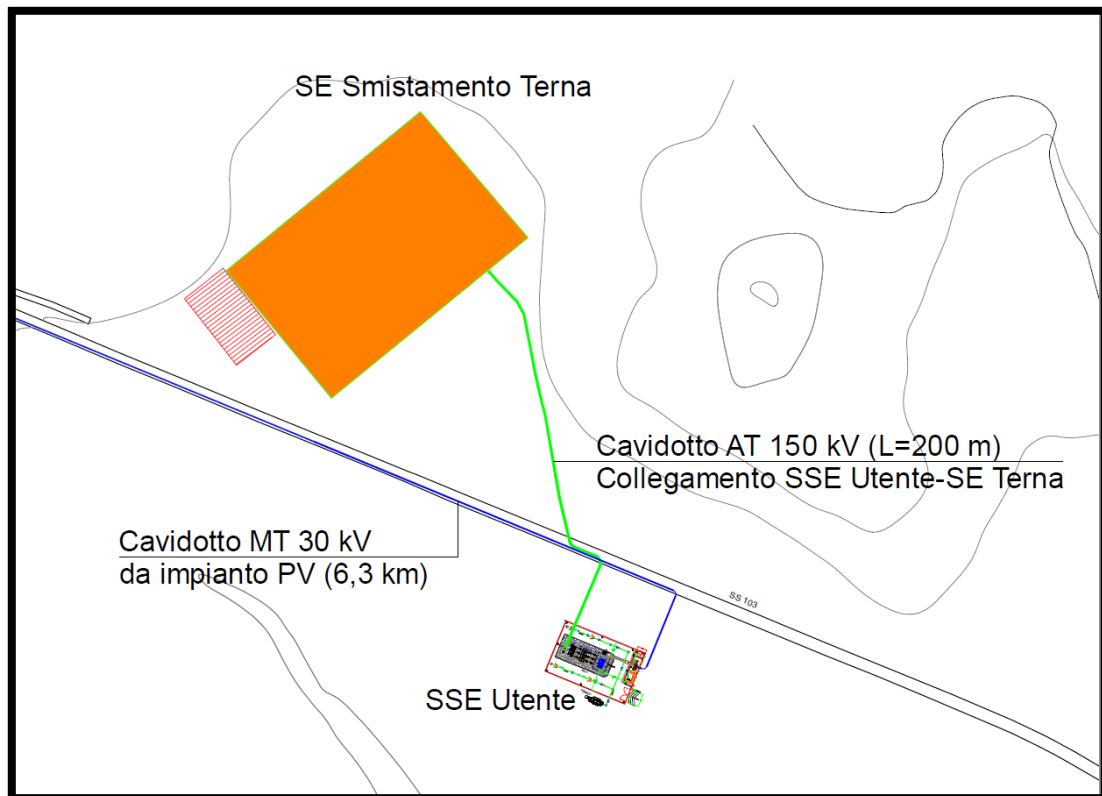 SE Smistamento Terna
Cavidotto AT 150 kV (L=200 m)
Collegamento SSE Utente-SE Terna
Cavidotto MT 30 kV
da impianto PV (6,3 km)
SS 103
SSE Utente